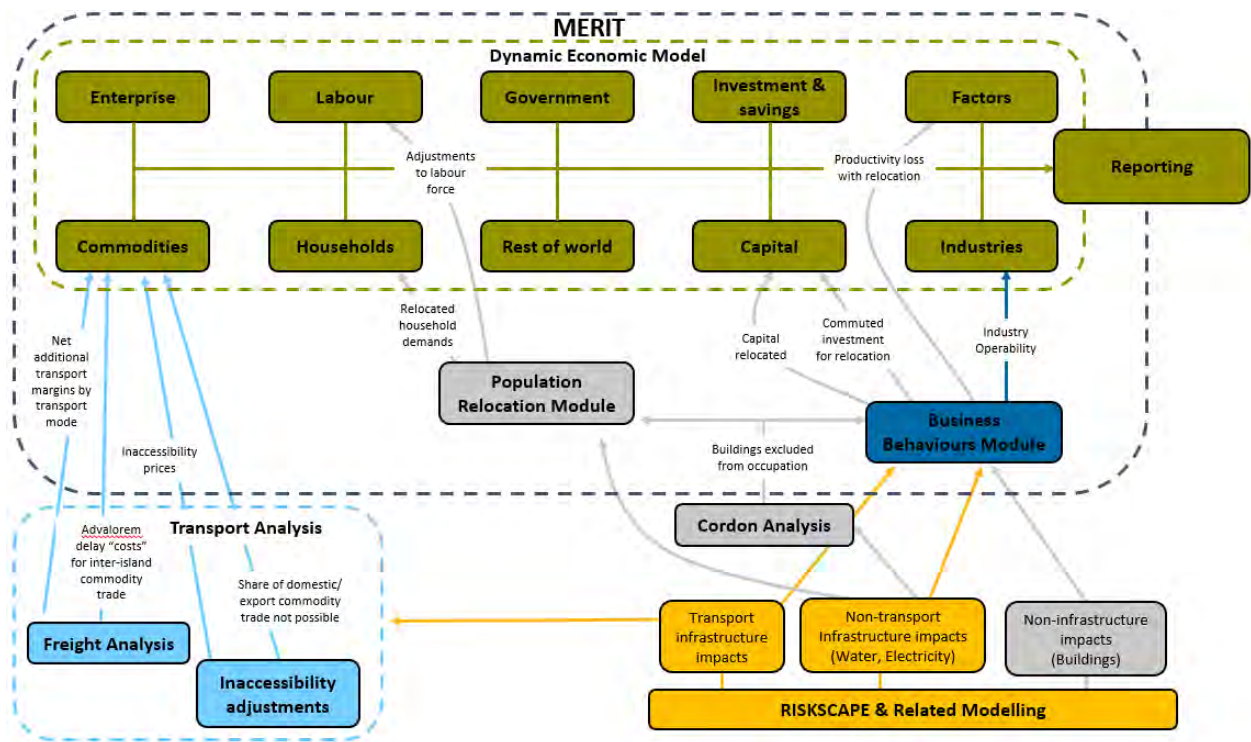 MERIT
Dynamic Economic Model
Enterprise
Labour
Government
Investment &
savings
Factors
Adjustments
to labour
force
Productivity loss
with relocation
Reporting
Commodities
Households
Rest of world
Capital
Industries
Net
additional
transport
margins by
transport
mode
Relocated
household
demands
Capital
relocated
Commuted
investment
for relocation
Industry
Operability
Population
Relocation Module
Business
Behaviours Module
Inaccessibility
prices
Buildings excluded
from occupation
Transport Analysis
Cordon Analysis
Advalorem
delay "costs"
for inter-island
commodity
trade
Share of domestic/
export commodity
trade not possible
Freight Analysis
Inaccessibility
adjustments
Transport
infrastructure
impacts
Non-transport
Infrastructure impacts
(Water, Electricity)
Non-infrastructure
impacts
(Buildings)
RISKSCAPE & Related Modelling